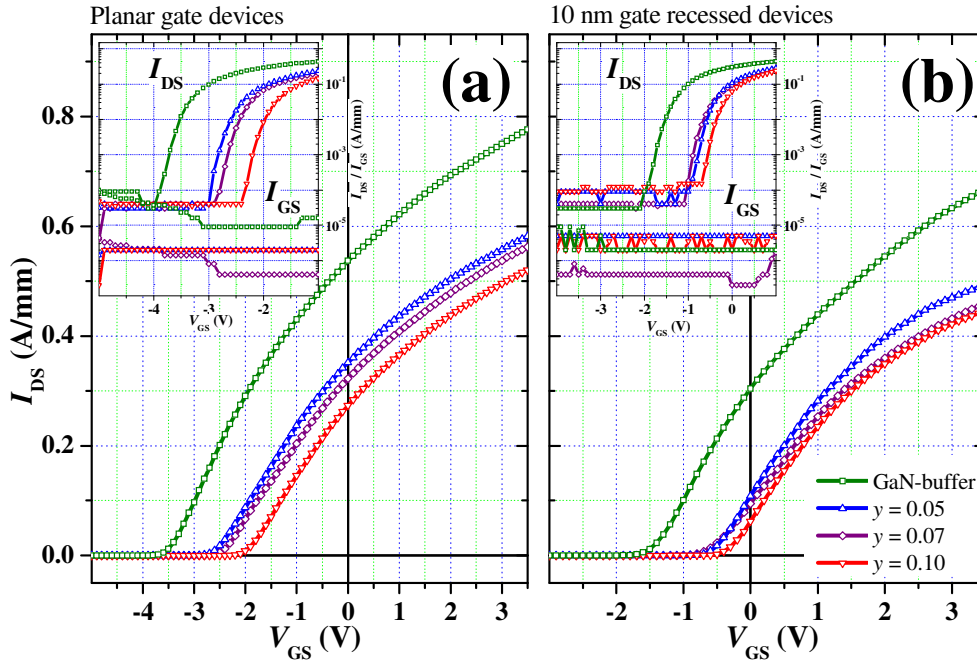 Planar gate devices
10 nm gate recessed devices
(a)
(b)
I_DS (A/mm)
0.8
0.6
0.4
0.2
0.0
-4 -3 -2 -1 0 1 2 3
V_GS (V)
-3 -2 -1 0 1 2 3
V_GS (V)
I_DS
I_GS
10^-1
10^-3
10^-5
I_DS / I_GS (A/mm)
-4 -3 -2
V_GS (V)
I_DS
I_GS
10^-1
10^-3
10^-5
I_DS / I_GS (A/mm)
-3 -2 -1 0
V_GS (V)
GaN-buffer
y = 0.05
y = 0.07
y = 0.10